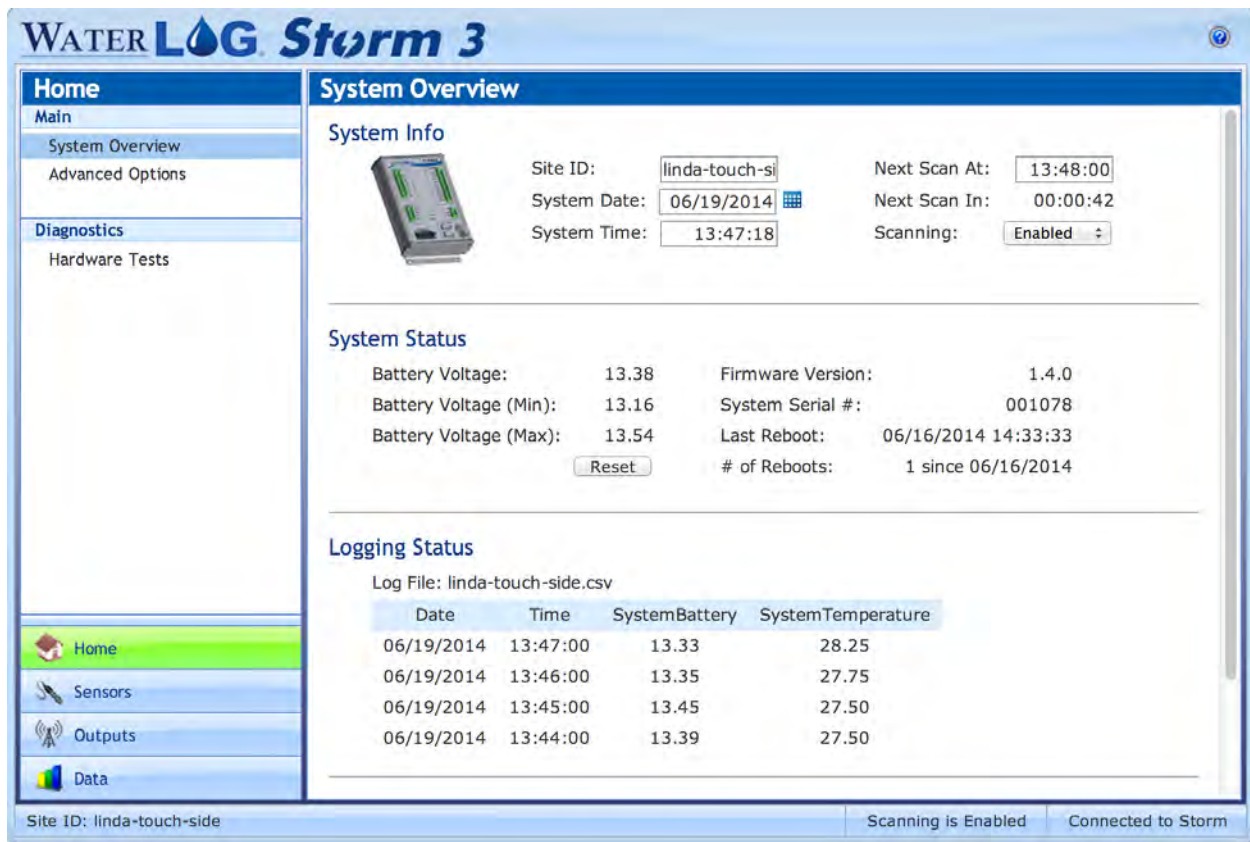 WATERLOG Storm 3
Home
Main
System Overview
Advanced Options
Diagnostics
Hardware Tests
Home
Sensors
Outputs
Data
System Overview
System Info
Site ID: linda-touch-si Next Scan At: 13:48:00
System Date: 06/19/2014 Next Scan In: 00:00:42
System Time: 13:47:18 Scanning: Enabled
System Status
Battery Voltage: 13.38 Firmware Version: 1.4.0
Battery Voltage (Min): 13.16 System Serial #: 001078
Battery Voltage (Max): 13.54 Last Reboot: 06/16/2014 14:33:33
Reset # of Reboots: 1 since 06/16/2014
Logging Status
Log File: linda-touch-side.csv
Date Time SystemBattery SystemTemperature
06/19/2014 13:47:00 13.33 28.25
06/19/2014 13:46:00 13.35 27.75
06/19/2014 13:45:00 13.45 27.50
06/19/2014 13:44:00 13.39 27.50
Site ID: linda-touch-side Scanning is Enabled Connected to Storm